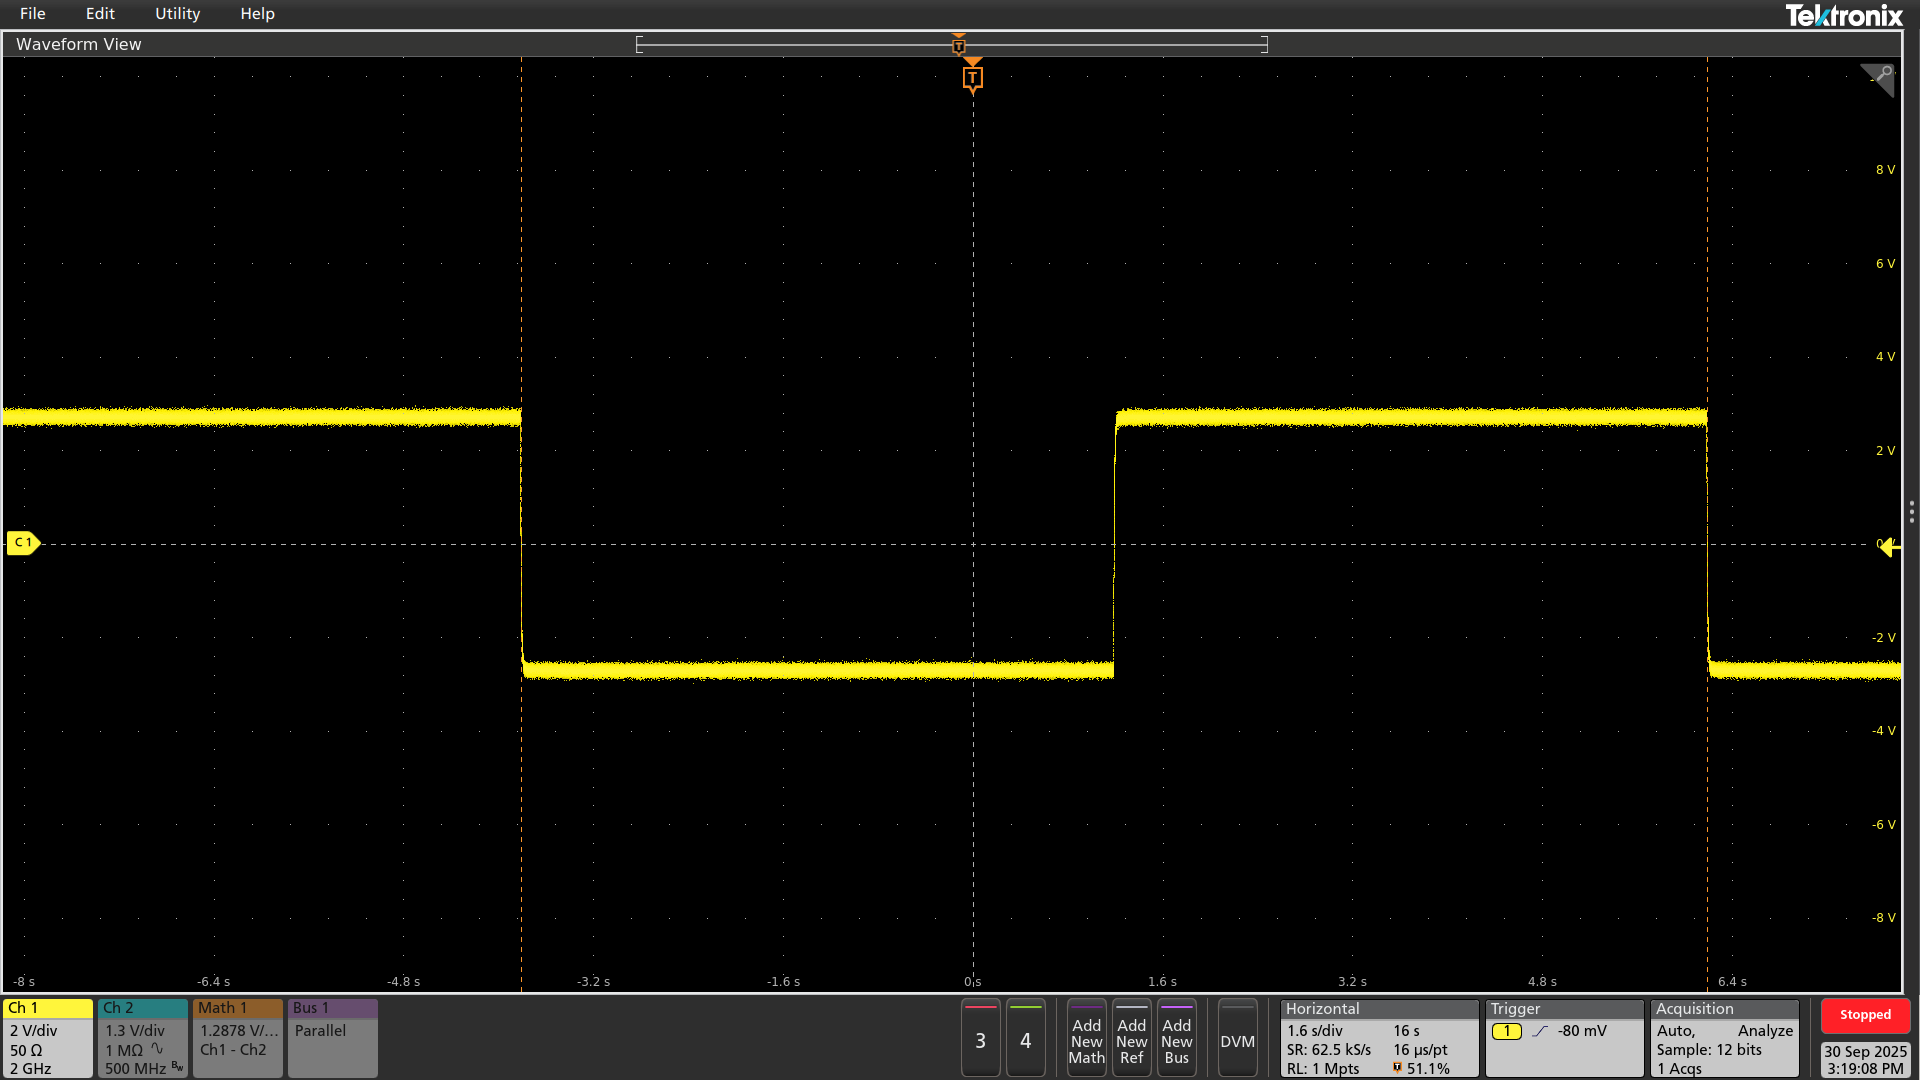 File Edit Utility Help
Tektronix
Waveform View
T
T
8 V
6 V
4 V
2 V
C 1
-2 V
-4 V
-6 V
-8 V
-8 s -6.4 s -4.8 s -3.2 s -1.6 s 0 s 1.6 s 3.2 s 4.8 s 6.4 s
Ch 1
2 V/div
50 Ω
2 GHz
Ch 2
1.3 V/div
1 MΩ
500 MHz Bw
Math 1
1.2878 V/...
Ch1 - Ch2
Bus 1
Parallel
3
4
Add
New
Math
Add
New
Ref
Add
New
Bus
DVM
Horizontal
1.6 s/div 16 s
SR: 62.5 kS/s 16 µs/pt
RL: 1 Mpts 51.1%
Trigger
1 -80 mV
Acquisition
Auto, Analyze
Sample: 12 bits
1 Acqs
Stopped
30 Sep 2025
3:19:08 PM